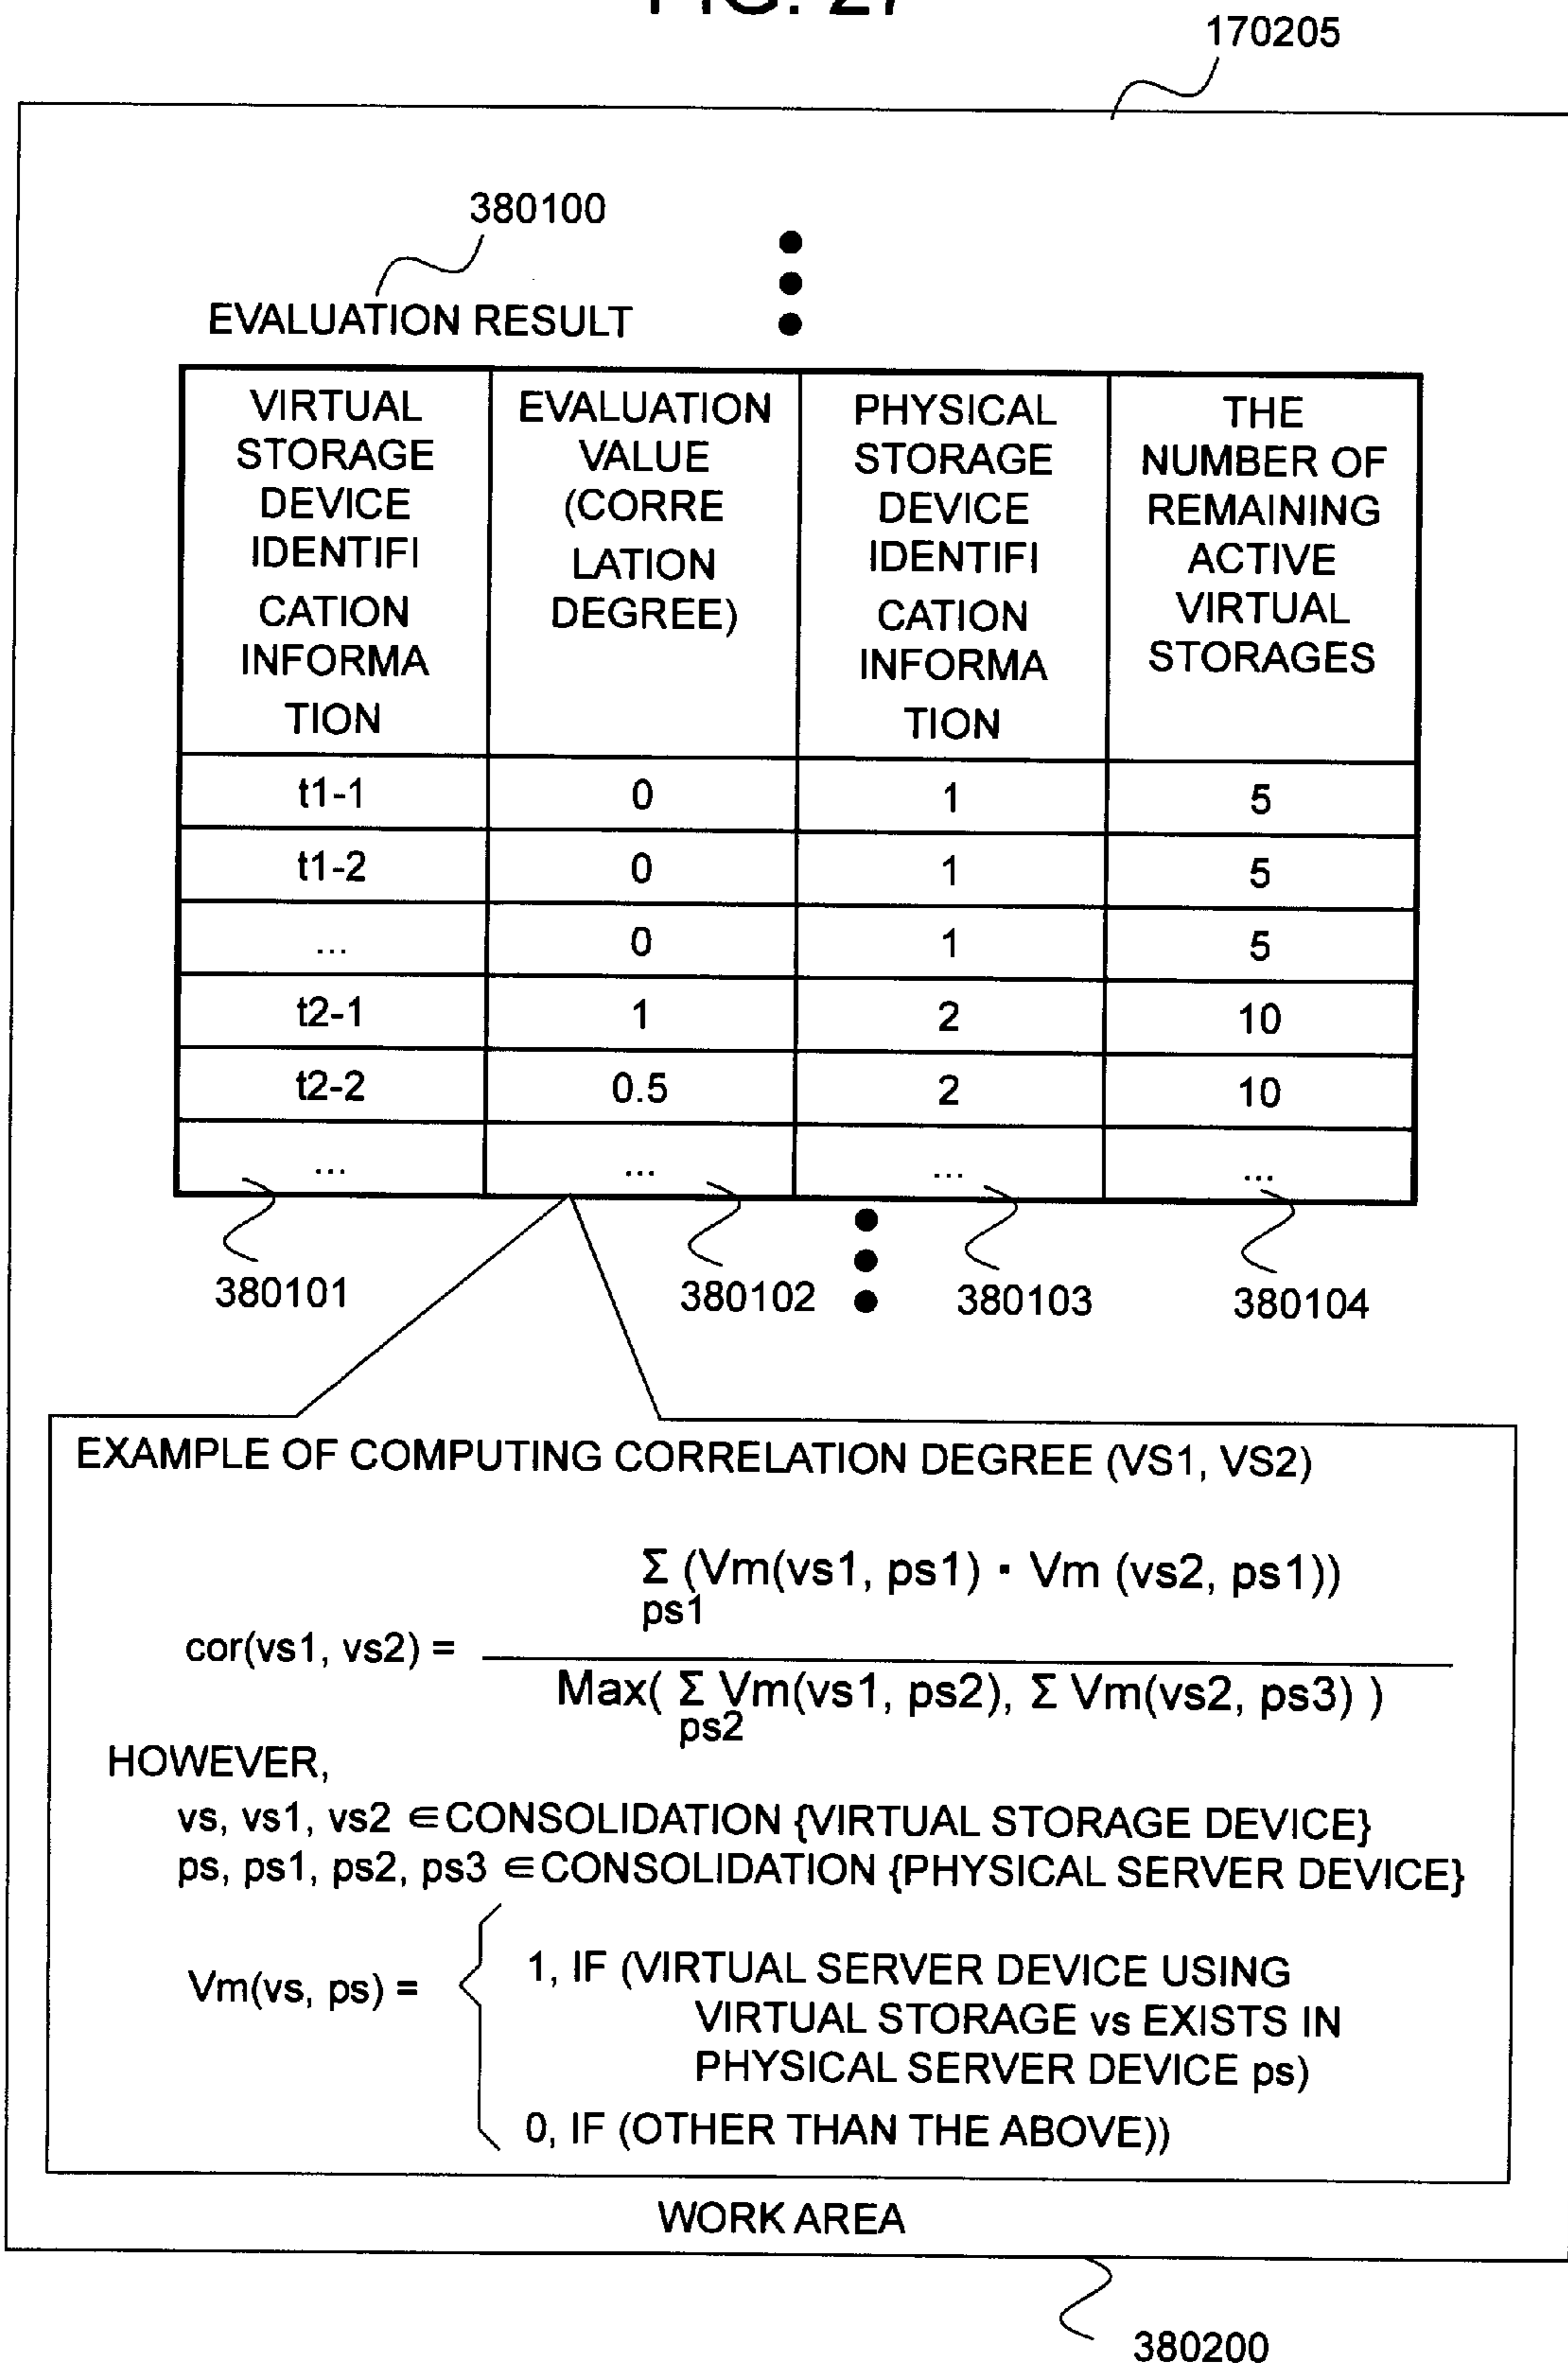 FIG. 27
170205
380100
EVALUATION RESULT
VIRTUAL
STORAGE
DEVICE
IDENTIFI
CATION
INFORMA
TION
EVALUATION
VALUE
(CORRE
LATION
DEGREE)
PHYSICAL
STORAGE
DEVICE
IDENTIFI
CATION
INFORMA
TION
THE
NUMBER OF
REMAINING
ACTIVE
VIRTUAL
STORAGES
t1-1 0 1 5
t1-2 0 1 5
... 0 1 5
t2-1 1 2 10
t2-2 0.5 2 10
... ... ... ...
380101 380102 380103 380104
EXAMPLE OF COMPUTING CORRELATION DEGREE (VS1, VS2)
Σ (Vm(vs1, ps1) · Vm (vs2, ps1))
ps1
cor(vs1, vs2) =
Max( Σ Vm(vs1, ps2), Σ Vm(vs2, ps3) )
ps2
HOWEVER,
vs, vs1, vs2 ∈CONSOLIDATION {VIRTUAL STORAGE DEVICE}
ps, ps1, ps2, ps3 ∈CONSOLIDATION {PHYSICAL SERVER DEVICE}
Vm(vs, ps) =
1, IF (VIRTUAL SERVER DEVICE USING
VIRTUAL STORAGE vs EXISTS IN
PHYSICAL SERVER DEVICE ps)
0, IF (OTHER THAN THE ABOVE))
WORK AREA
380200